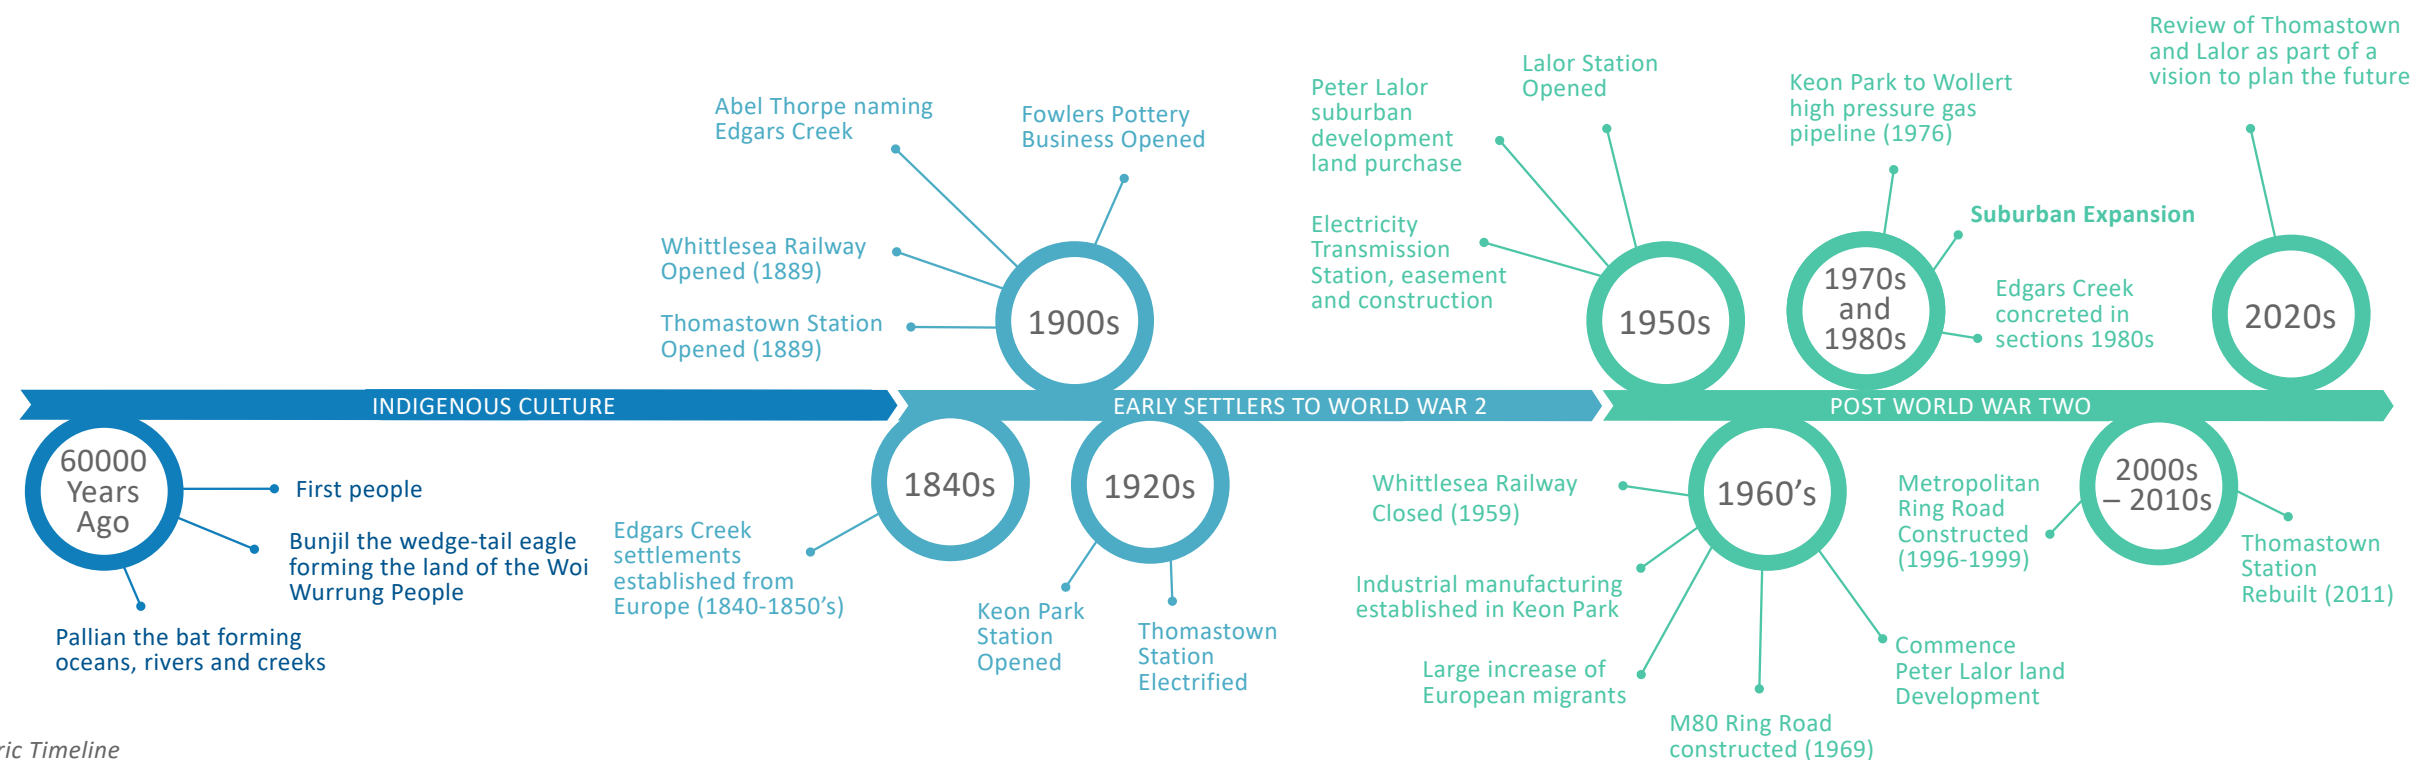 Review of Thomastown
and Lalor as part of a
vision to plan the future
Lalor Station
Opened
Keon Park to Wollert
high pressure gas
pipeline (1976)
Peter Lalor
suburban
development
land purchase
Abel Thorpe naming
Edgars Creek
Fowlers Pottery
Business Opened
Suburban Expansion
Electricity
Transmission
Station, easement
and construction
Whittlesea Railway
Opened (1889)
Thomastown Station
Opened (1889)
1900s
1950s
1970s
and
1980s
Edgars Creek
concreted in
sections 1980s
2020s
INDIGENOUS CULTURE
EARLY SETTLERS TO WORLD WAR 2
POST WORLD WAR TWO
60000
Years
Ago
First people
Bunjil the wedge-tail eagle
forming the land of the Woi
Wurrung People
Pallian the bat forming
oceans, rivers and creeks
1840s
Edgars Creek
settlements
established from
Europe (1840-1850's)
1920s
Keon Park
Station
Opened
Thomastown
Station
Electrified
1960's
Whittlesea Railway
Closed (1959)
Industrial manufacturing
established in Keon Park
Large increase of
European migrants
M80 Ring Road
constructed (1969)
Commence
Peter Lalor land
Development
2000s
– 2010s
Metropolitan
Ring Road
Constructed
(1996-1999)
Thomastown
Station
Rebuilt (2011)
Timeline